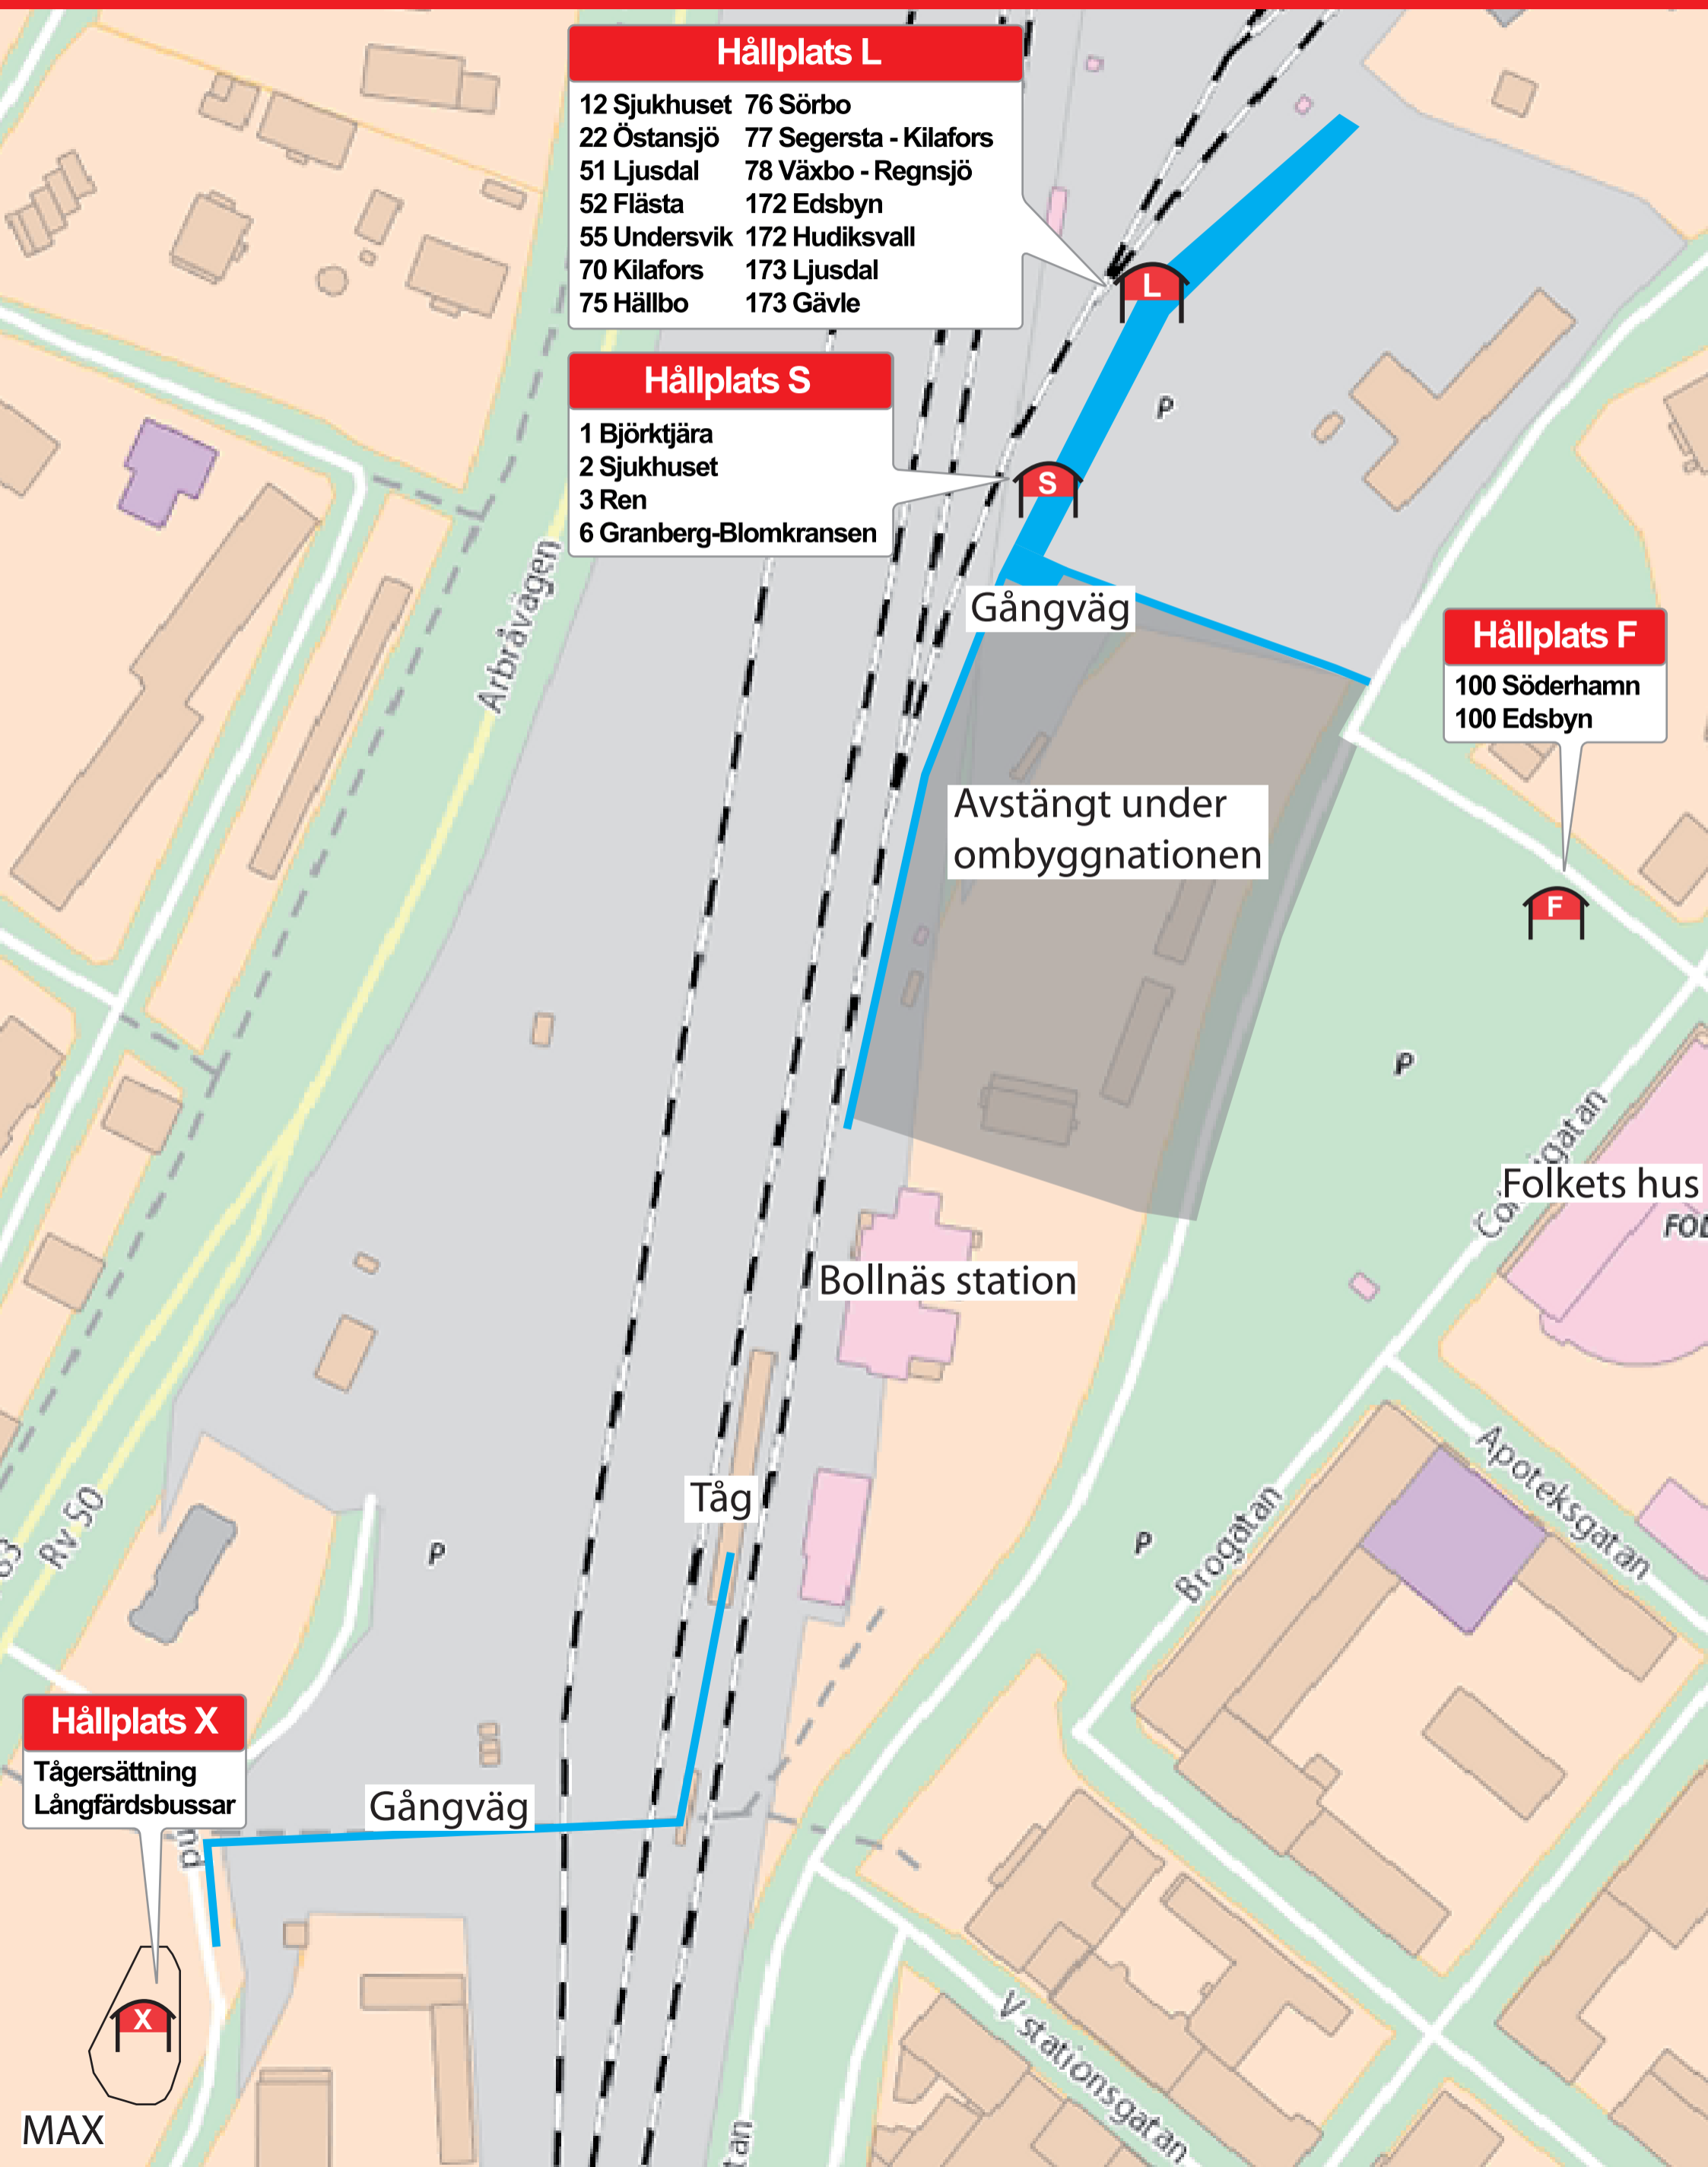 Hållplats L
12 Sjukhuset
22 Östansjö
51 Ljusdal
52 Flästa
55 Undersvik
70 Kilafors
75 Hällbo
76 Sörbo
77 Segersta - Kilafors
78 Växbo - Regnsjö
172 Edsbyn
172 Hudiksvall
173 Ljusdal
173 Gävle
L
Hållplats S
1 Björktjära
2 Sjukhuset
3 Ren
6 Granberg-Blomkransen
S
P
Arbråvägen
Gångväg
Hållplats F
100 Söderhamn
100 Edsbyn
F
Avstängt under
ombyggnationen
P
Folkets hus
Bollnäs station
Tåg
Rv 50
P
P
Brogatan
Apoteksgatan
Hållplats X
Tågersättning
Långfärdsbussar
Gångväg
X
MAX
V stationsgatan